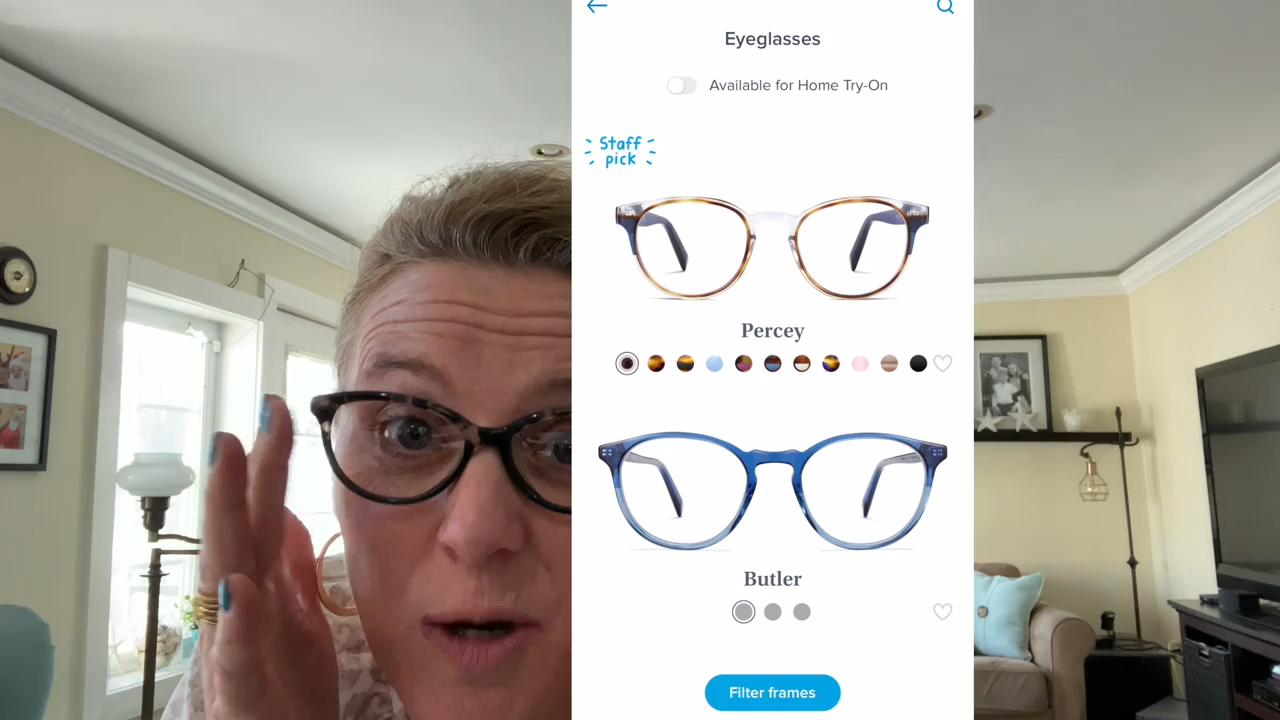 Eyeglasses
Available for Home Try-On
Staff
pick
Percey
Butler
Filter frames